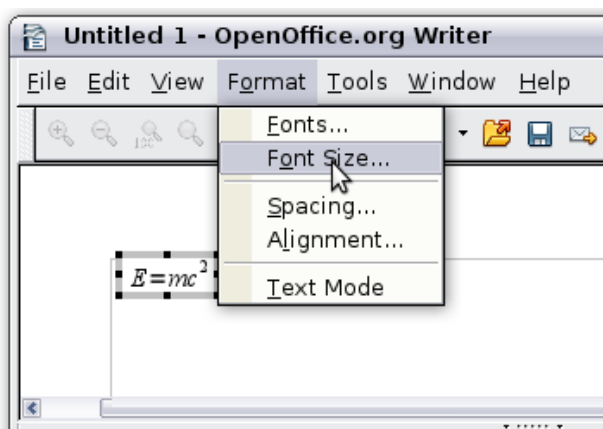 Untitled 1 - OpenOffice.org Writer
File Edit View Format Tools Window Help
100
Fonts...
Font Size...
Spacing...
Alignment...
E=mc²
Text Mode